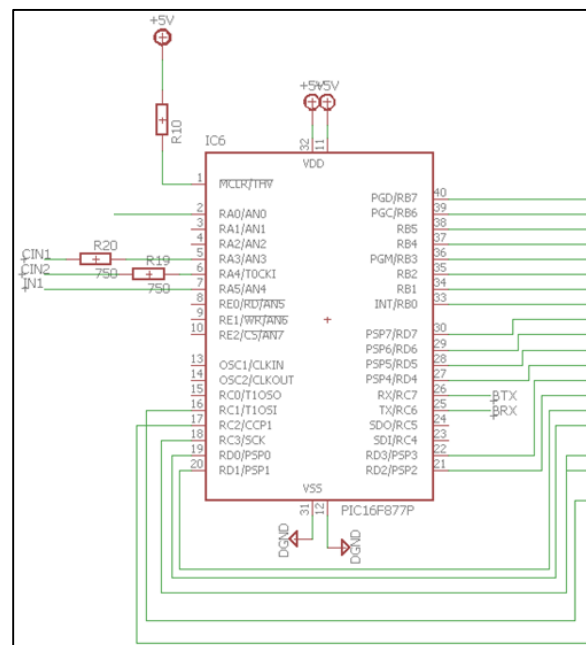 +5V
+5V+5V
R10
IC6
32
11
VDD
1 MCLR/THV
2 RA0/AN0
3 RA1/AN1
4 RA2/AN2
5 RA3/AN3
6 RA4/T0CKI
7 RA5/AN4
8 RE0/RD/AN5
9 RE1/WR/AN6
10 RE2/CS/AN7
13 OSC1/CLKIN
14 OSC2/CLKOUT
15 RC0/T1OSO
16 RC1/T1OSI
17 RC2/CCP1
18 RC3/SCK
19 RD0/PSP0
20 RD1/PSP1
CIN1
R20
CIN2
750
R19
IN1
750
PGD/RB7 40
PGC/RB6 39
RB5 38
RB4 37
PGM/RB3 36
RB2 35
RB1 34
INT/RB0 33
PSP7/RD7 30
PSP6/RD6 29
PSP5/RD5 28
PSP4/RD4 27
RX/RC7 26 BTX
TX/RC6 25 BRX
SDO/RC5 24
SDI/RC4 23
RD3/PSP3 22
RD2/PSP2 21
VSS
31
12
PIC16F877P
DGND
DGND